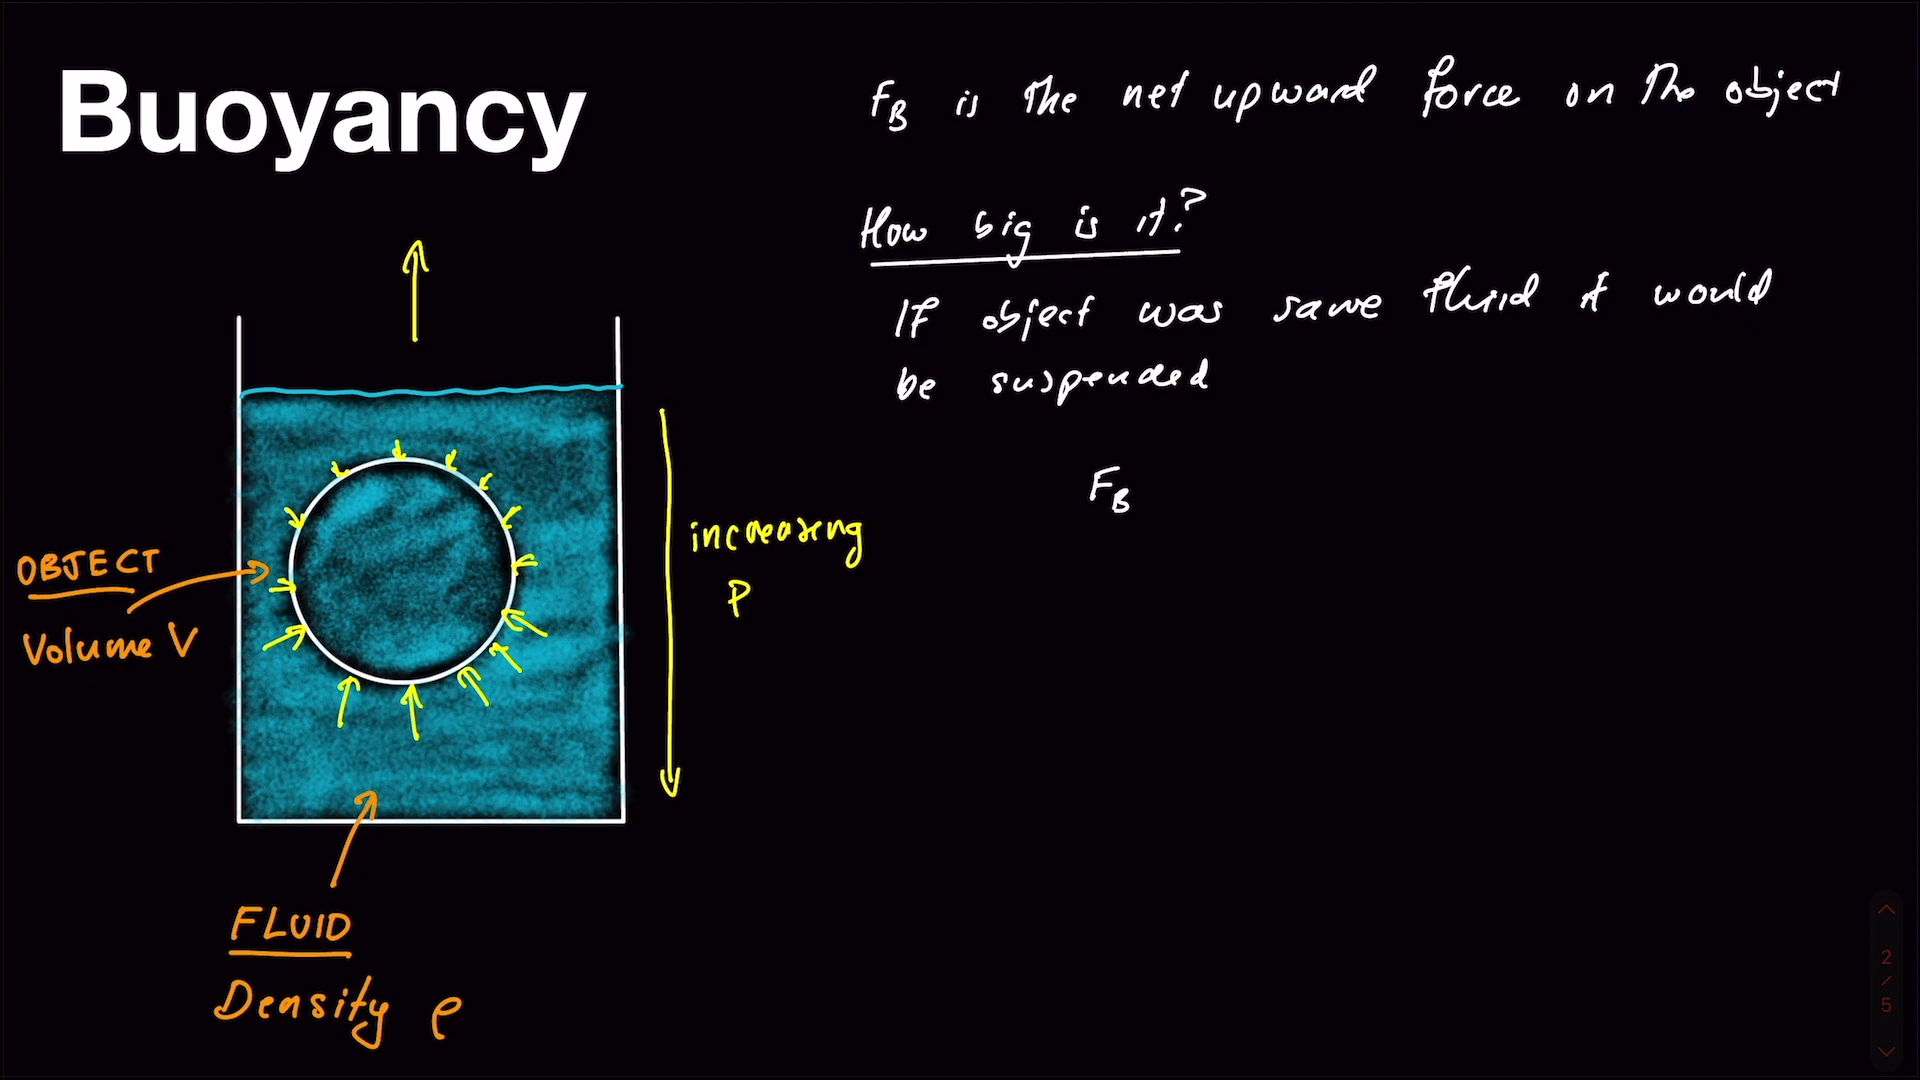 Buoyancy
F_B is the net upward force on the object
How big is it?
If object was same fluid it would
be suspended
F_B
increasing
P
OBJECT
Volume V
FLUID
Density ρ
2
/
5